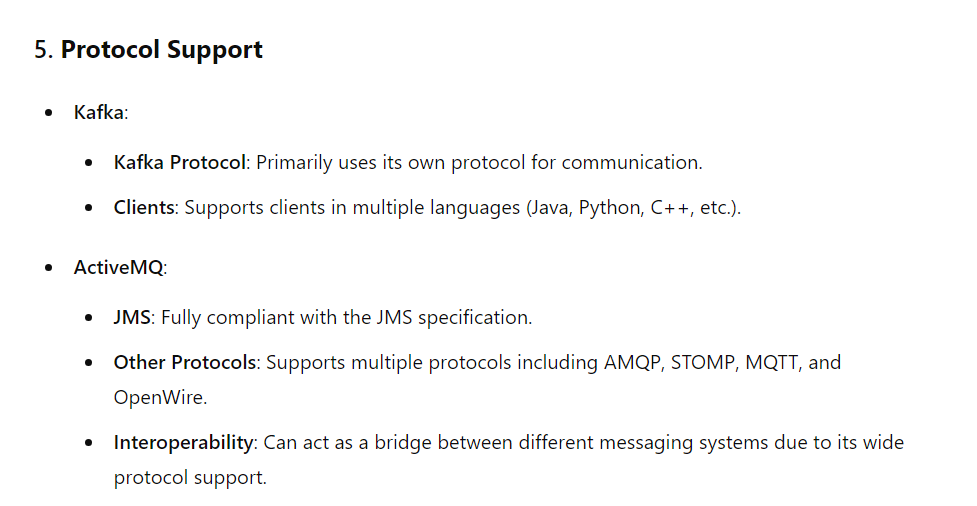 5. Protocol Support
• Kafka:
• Kafka Protocol: Primarily uses its own protocol for communication.
• Clients: Supports clients in multiple languages (Java, Python, C++, etc.).
• ActiveMQ:
• JMS: Fully compliant with the JMS specification.
• Other Protocols: Supports multiple protocols including AMQP, STOMP, MQTT, and
OpenWire.
• Interoperability: Can act as a bridge between different messaging systems due to its wide
protocol support.